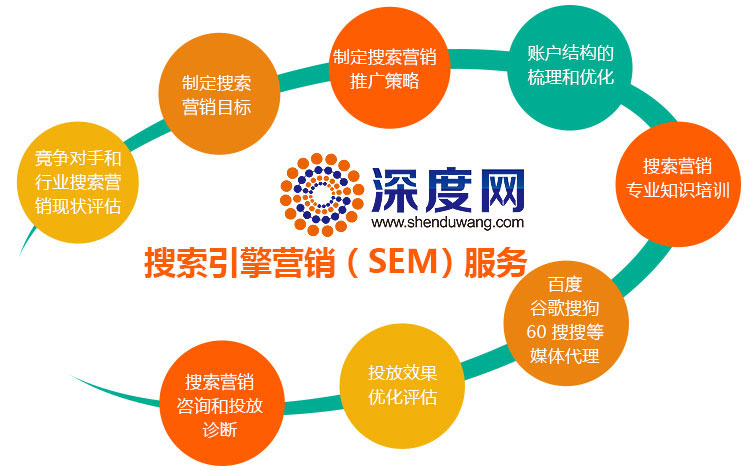 竟争对手和
行业搜索营
销现状评估
制定搜索
营销目标
制定搜索营销
推广策略
账户结构的
梳理和优化
搜索营销
专业知识培训
百度
谷歌搜狗
60 搜搜等
媒体代理
投放效果
优化评估
搜索营销
咨询和投放
诊断
深度网
www.shenduwang.com
搜索引擎营销（SEM）服务